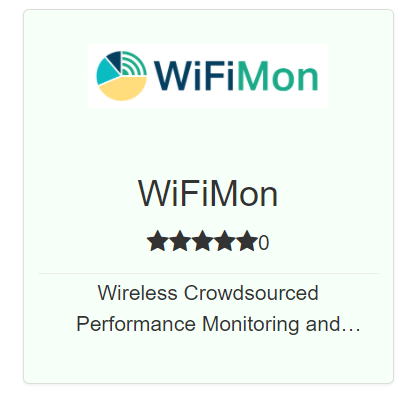 WiFiMon
WiFiMon
★★★★★0
Wireless Crowdsourced
Performance Monitoring and…